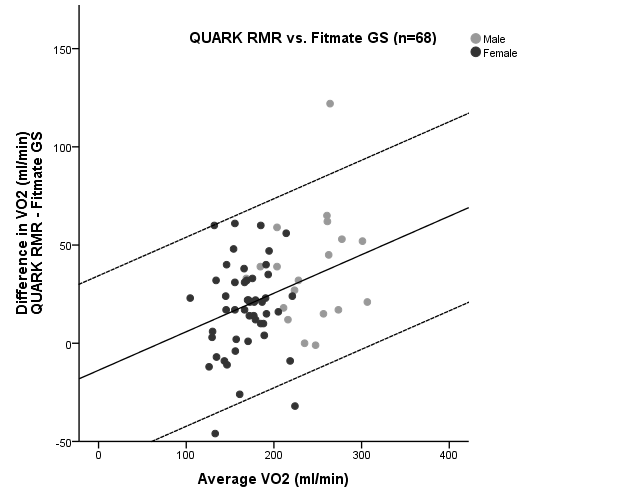 QUARK RMR vs. Fitmate GS (n=68)
Male
Female
150
100
50
0
-50
Difference in VO2 (ml/min)
QUARK RMR - Fitmate GS
0
100
200
300
400
Average VO2 (ml/min)